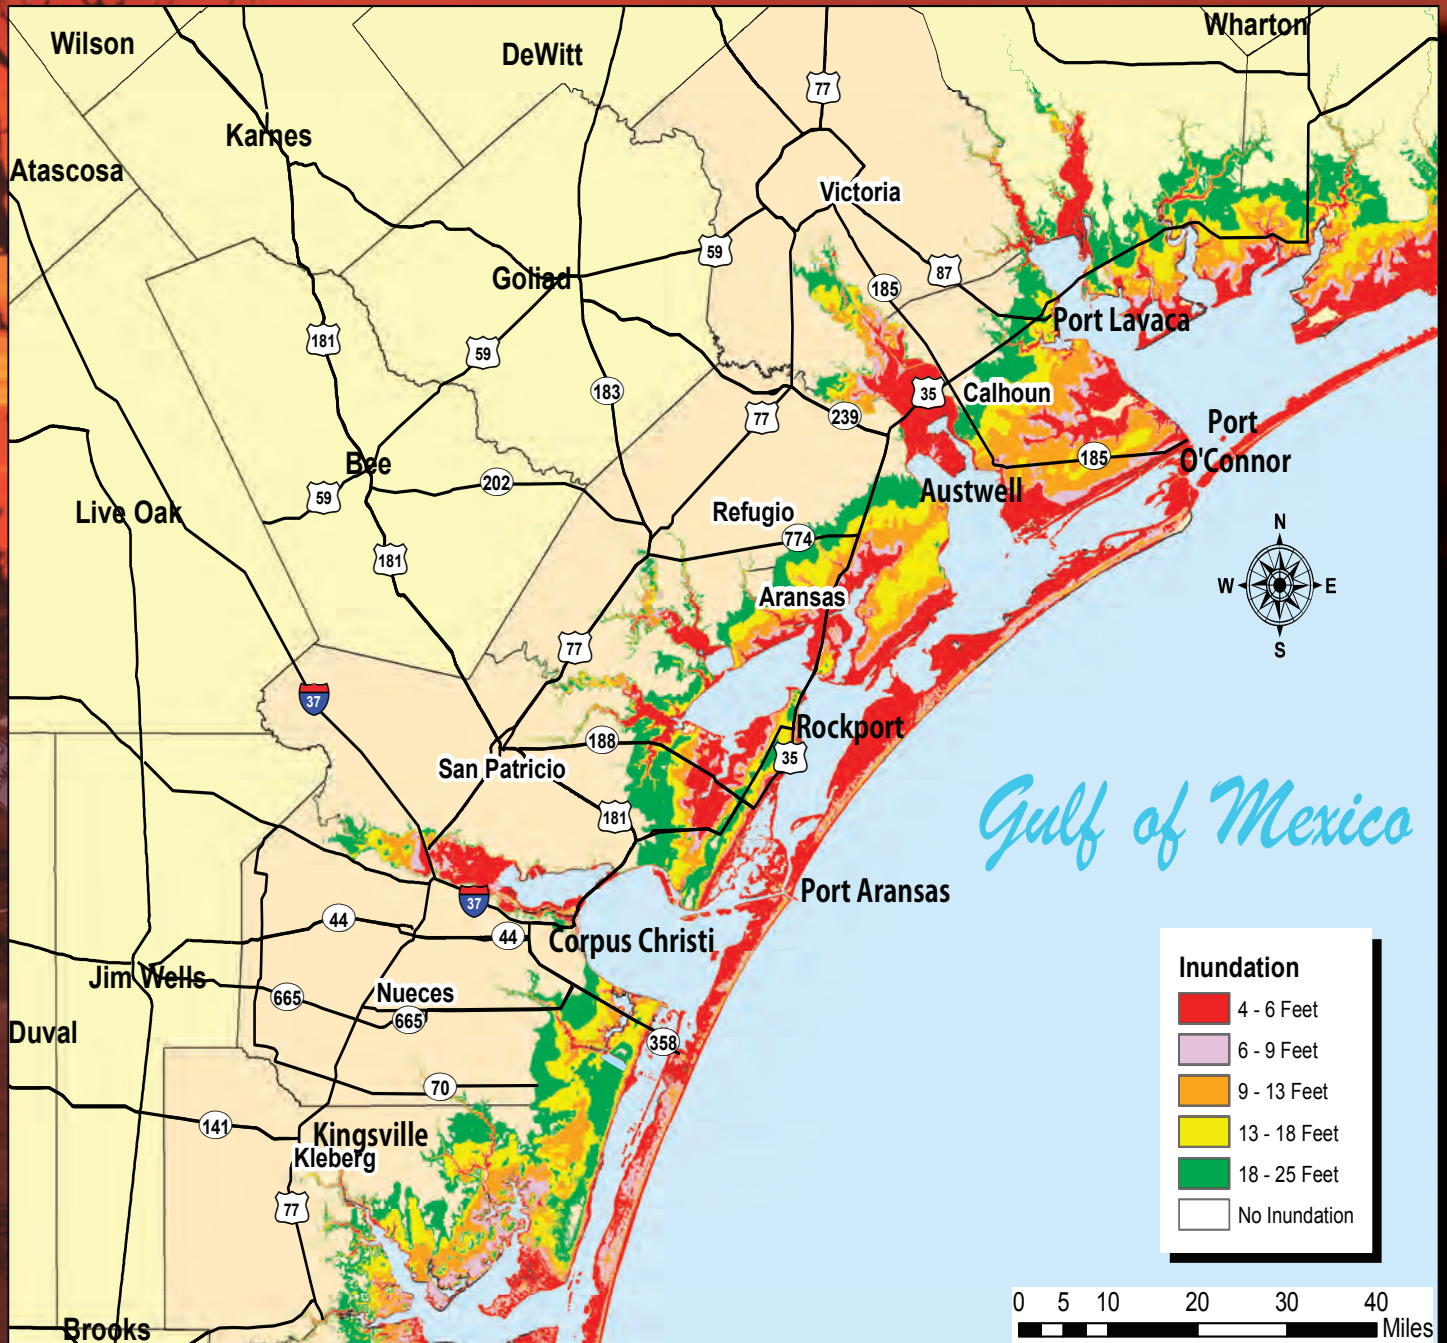 Wilson
DeWitt
Wharton
77
Karnes
Atascosa
Victoria
59
87
Goliad
185
181
59
Port Lavaca
183
35
Calhoun
77
239
Port
O'Connor
185
Bee
59
202
Live Oak
Austwell
Refugio
774
181
N
W
E
S
Aransas
77
37
Rockport
188
35
San Patricio
181
Gulf of Mexico
Port Aransas
37
44
44
Corpus Christi
Jim Wells
665
Nueces
665
Duval
358
70
141
Kingsville
Kleberg
77
Brooks
Inundation
4 - 6 Feet
6 - 9 Feet
9 - 13 Feet
13 - 18 Feet
18 - 25 Feet
No Inundation
0 5 10 20 30 40
Miles